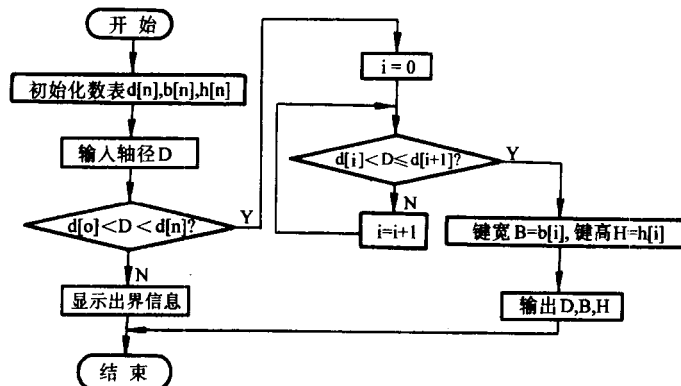 开 始
初始化数表d[n],b[n],h[n]
输入轴径D
d[o]<D<d[n]?
Y
N
显示出界信息
结 束
i=0
d[i]<D≤d[i+1]?
Y
N
i=i+1
键宽B=b[i],键高H=h[i]
输出D,B,H